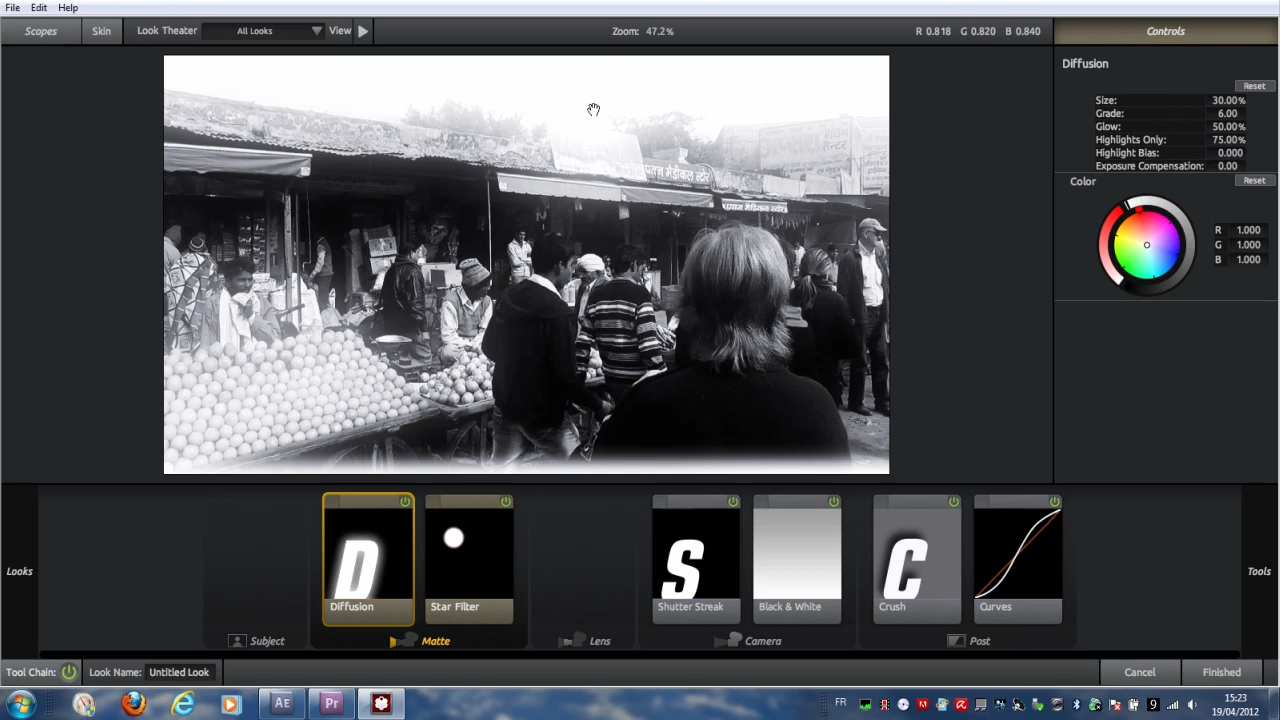 File Edit Help
Scopes Skin Look Theater All Looks View Zoom: 47.2% R 0.818 G 0.820 B 0.840 Controls
Diffusion
Reset
Size: 30.00%
Grade: 6.00
Glow: 50.00%
Highlights Only: 75.00%
Highlight Bias: 0.000
Exposure Compensation: 0.00
Color Reset
R 1.000
G 1.000
B 1.000
मैडीकल स्टोर
D S C
Diffusion Star Filter Shutter Streak Black & White Crush Curves
Looks Tools
Subject Matte Lens Camera Post
Tool Chain: Look Name: Untitled Look Cancel Finished
Ae Pr FR 9 15:23
19/04/2012